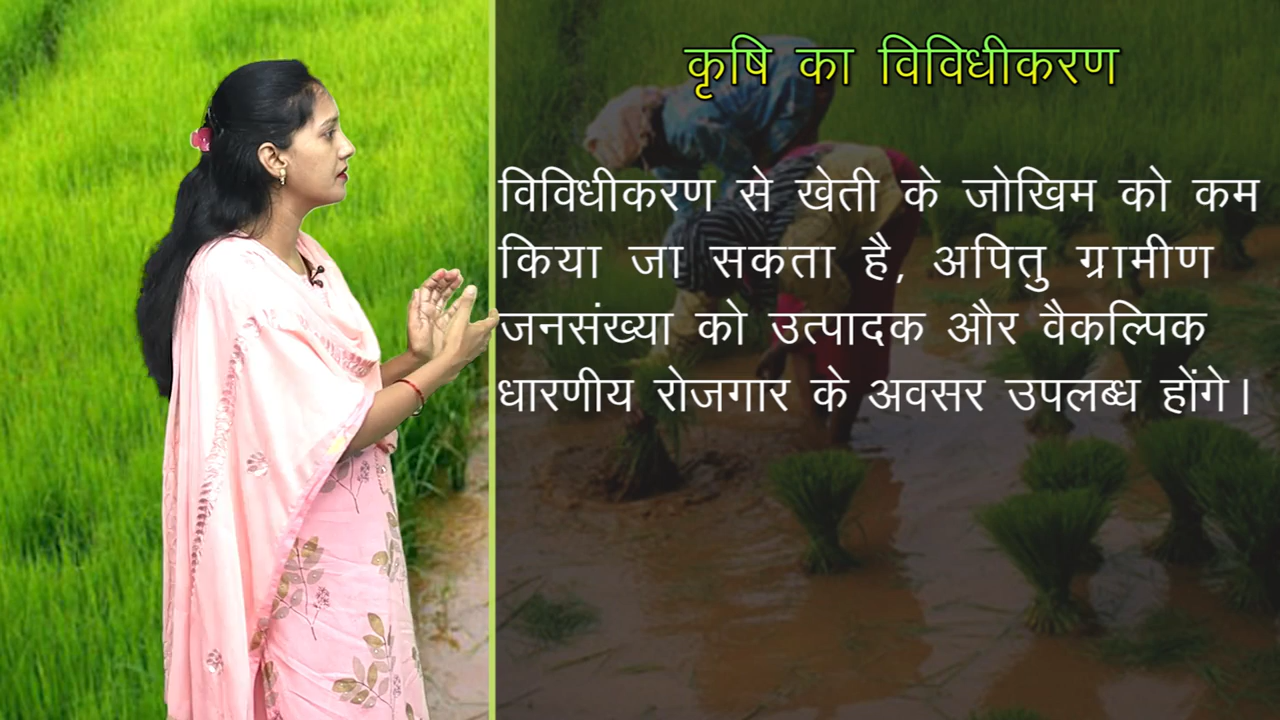 कृषि का विविधीकरण
विविधीकरण से खेती के जोखिम को कम
किया जा सकता है, अपितु ग्रामीण
जनसंख्या को उत्पादक और वैकल्पिक
धारणीय रोजगार के अवसर उपलब्ध होंगे।